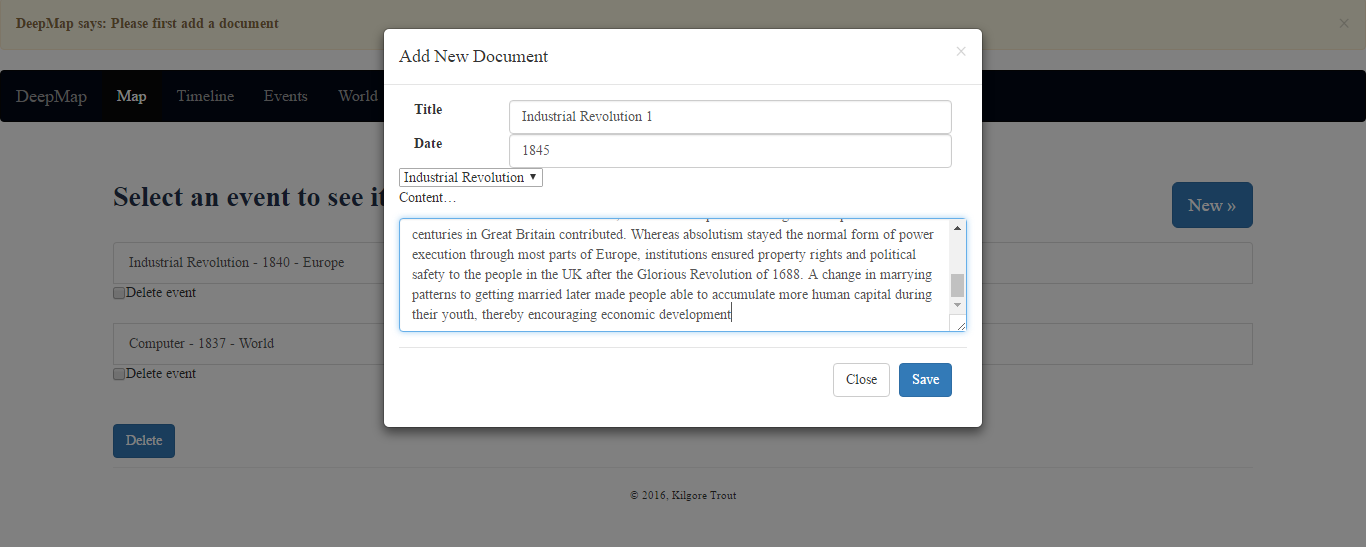 DeepMap says: Please first add a document
×
DeepMap Map Timeline Events World
Select an event to see it
New »
Industrial Revolution - 1840 - Europe
Delete event
Computer - 1837 - World
Delete event
Delete
© 2016, Kilgore Trout
Add New Document
×
Title
Industrial Revolution 1
Date
1845
Industrial Revolution
Content…
centuries in Great Britain contributed. Whereas absolutism stayed the normal form of power
execution through most parts of Europe, institutions ensured property rights and political
safety to the people in the UK after the Glorious Revolution of 1688. A change in marrying
patterns to getting married later made people able to accumulate more human capital during
their youth, thereby encouraging economic development
Close
Save